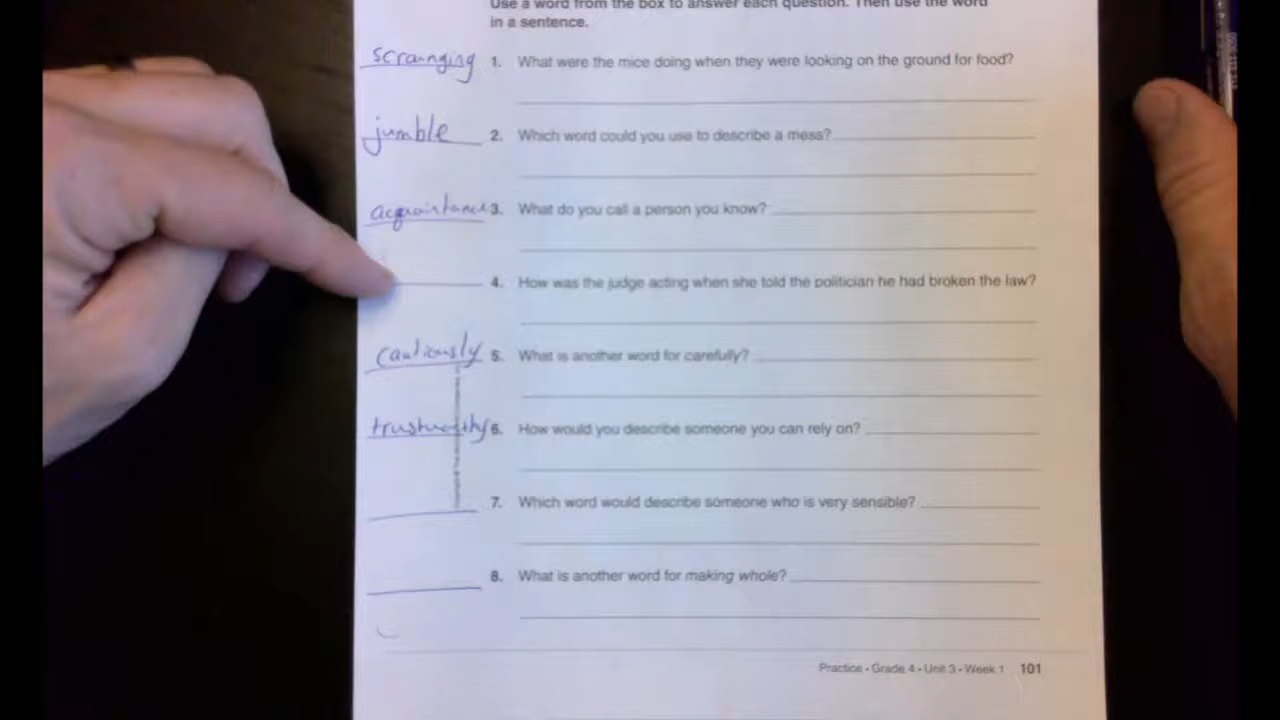 Use a word from the box to answer each question. Then use the word
in a sentence.
scrounging 1. What were the mice doing when they were looking on the ground for food?
jumble 2. Which word could you use to describe a mess?
acquaintance 3. What do you call a person you know?
4. How was the judge acting when she told the politician he had broken the law?
cautiously 5. What is another word for carefully?
trustworthy 6. How would you describe someone you can rely on?
7. Which word would describe someone who is very sensible?
8. What is another word for making whole?
Practice • Grade 4 • Unit 3 • Week 1 101